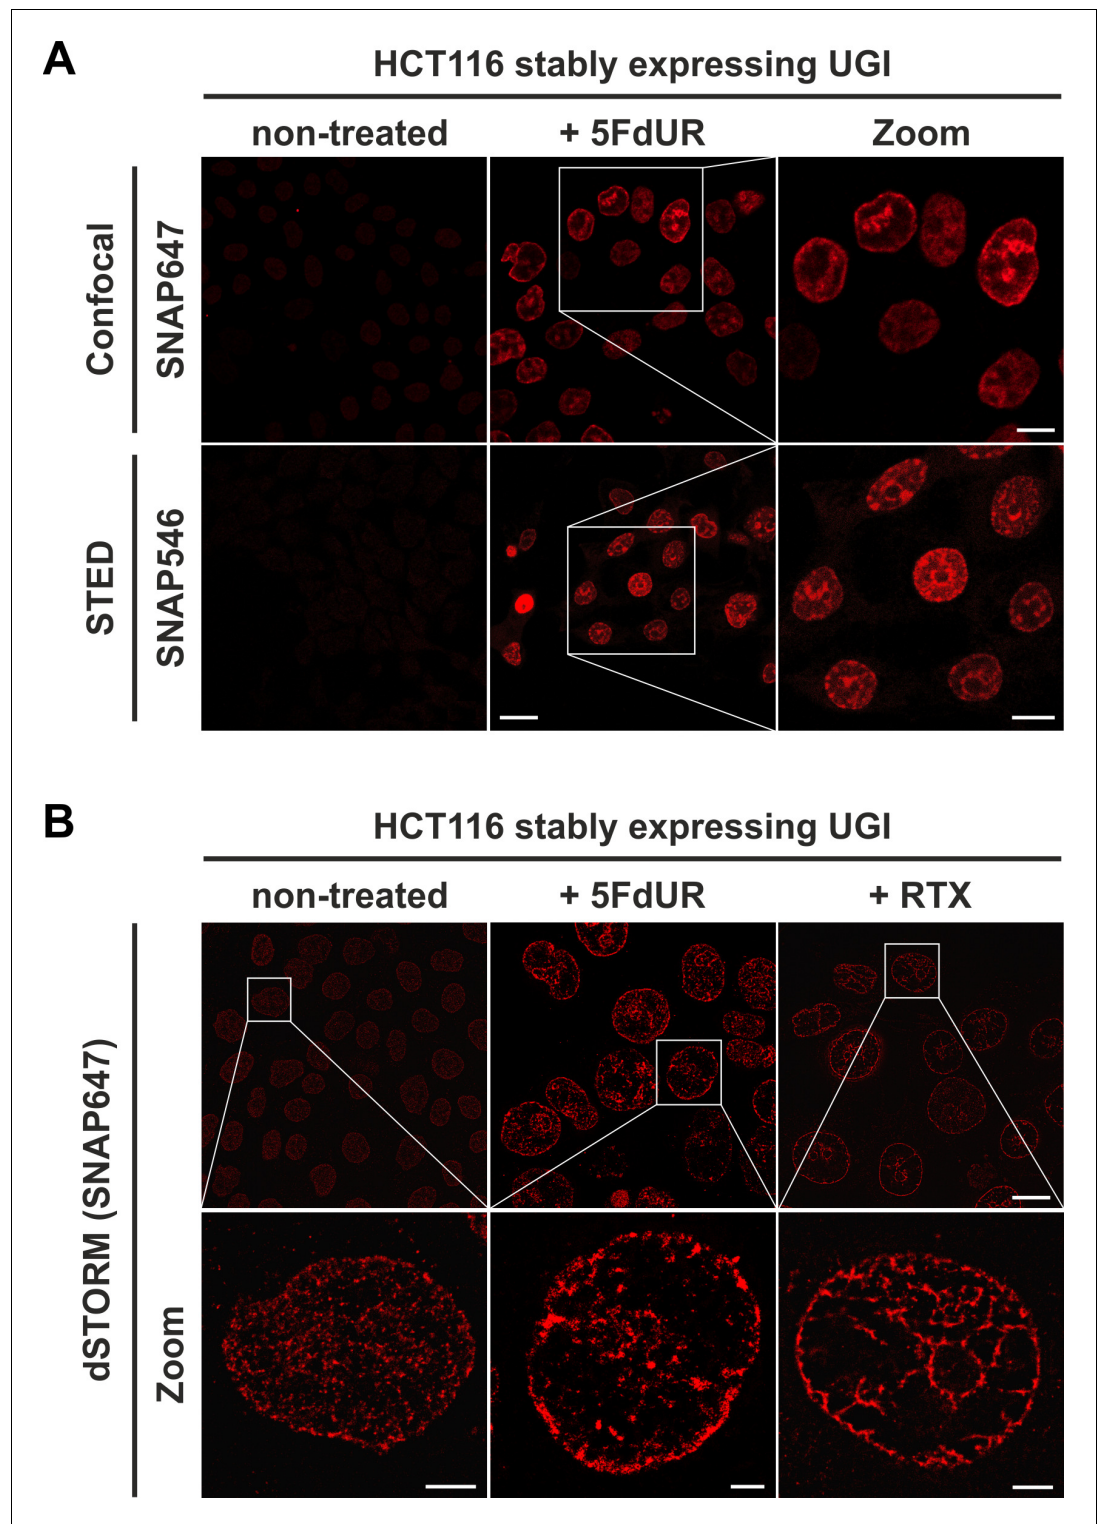 A
HCT116 stably expressing UGI
non-treated
+ 5FdUR
Zoom
Confocal
SNAP647
STED
SNAP546
B
HCT116 stably expressing UGI
non-treated
+ 5FdUR
+ RTX
dSTORM (SNAP647)
Zoom